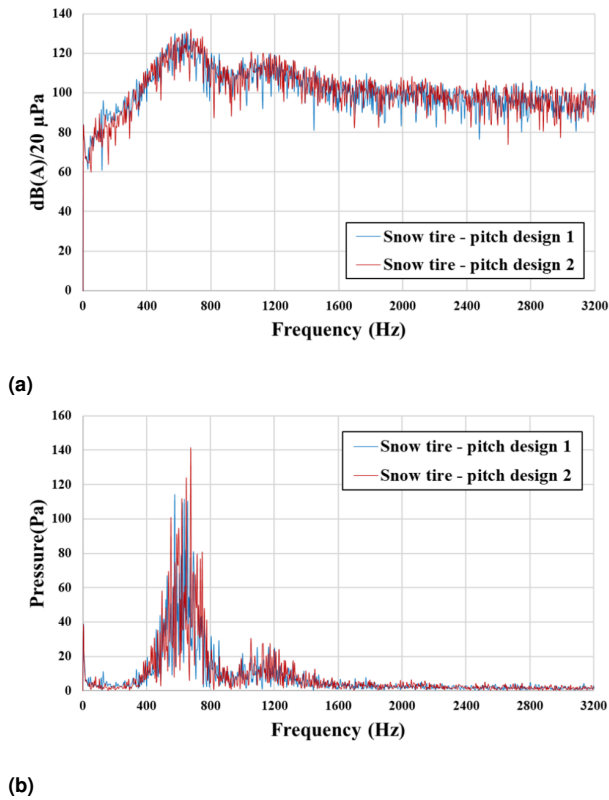 140
120
100
80
60
40
20
0
dB(A)/20 µPa
Snow tire - pitch design 1
Snow tire - pitch design 2
0 400 800 1200 1600 2000 2400 2800 3200
Frequency (Hz)
(a)
160
140
120
100
80
60
40
20
0
Pressure(Pa)
Snow tire - pitch design 1
Snow tire - pitch design 2
0 400 800 1200 1600 2000 2400 2800 3200
Frequency (Hz)
(b)